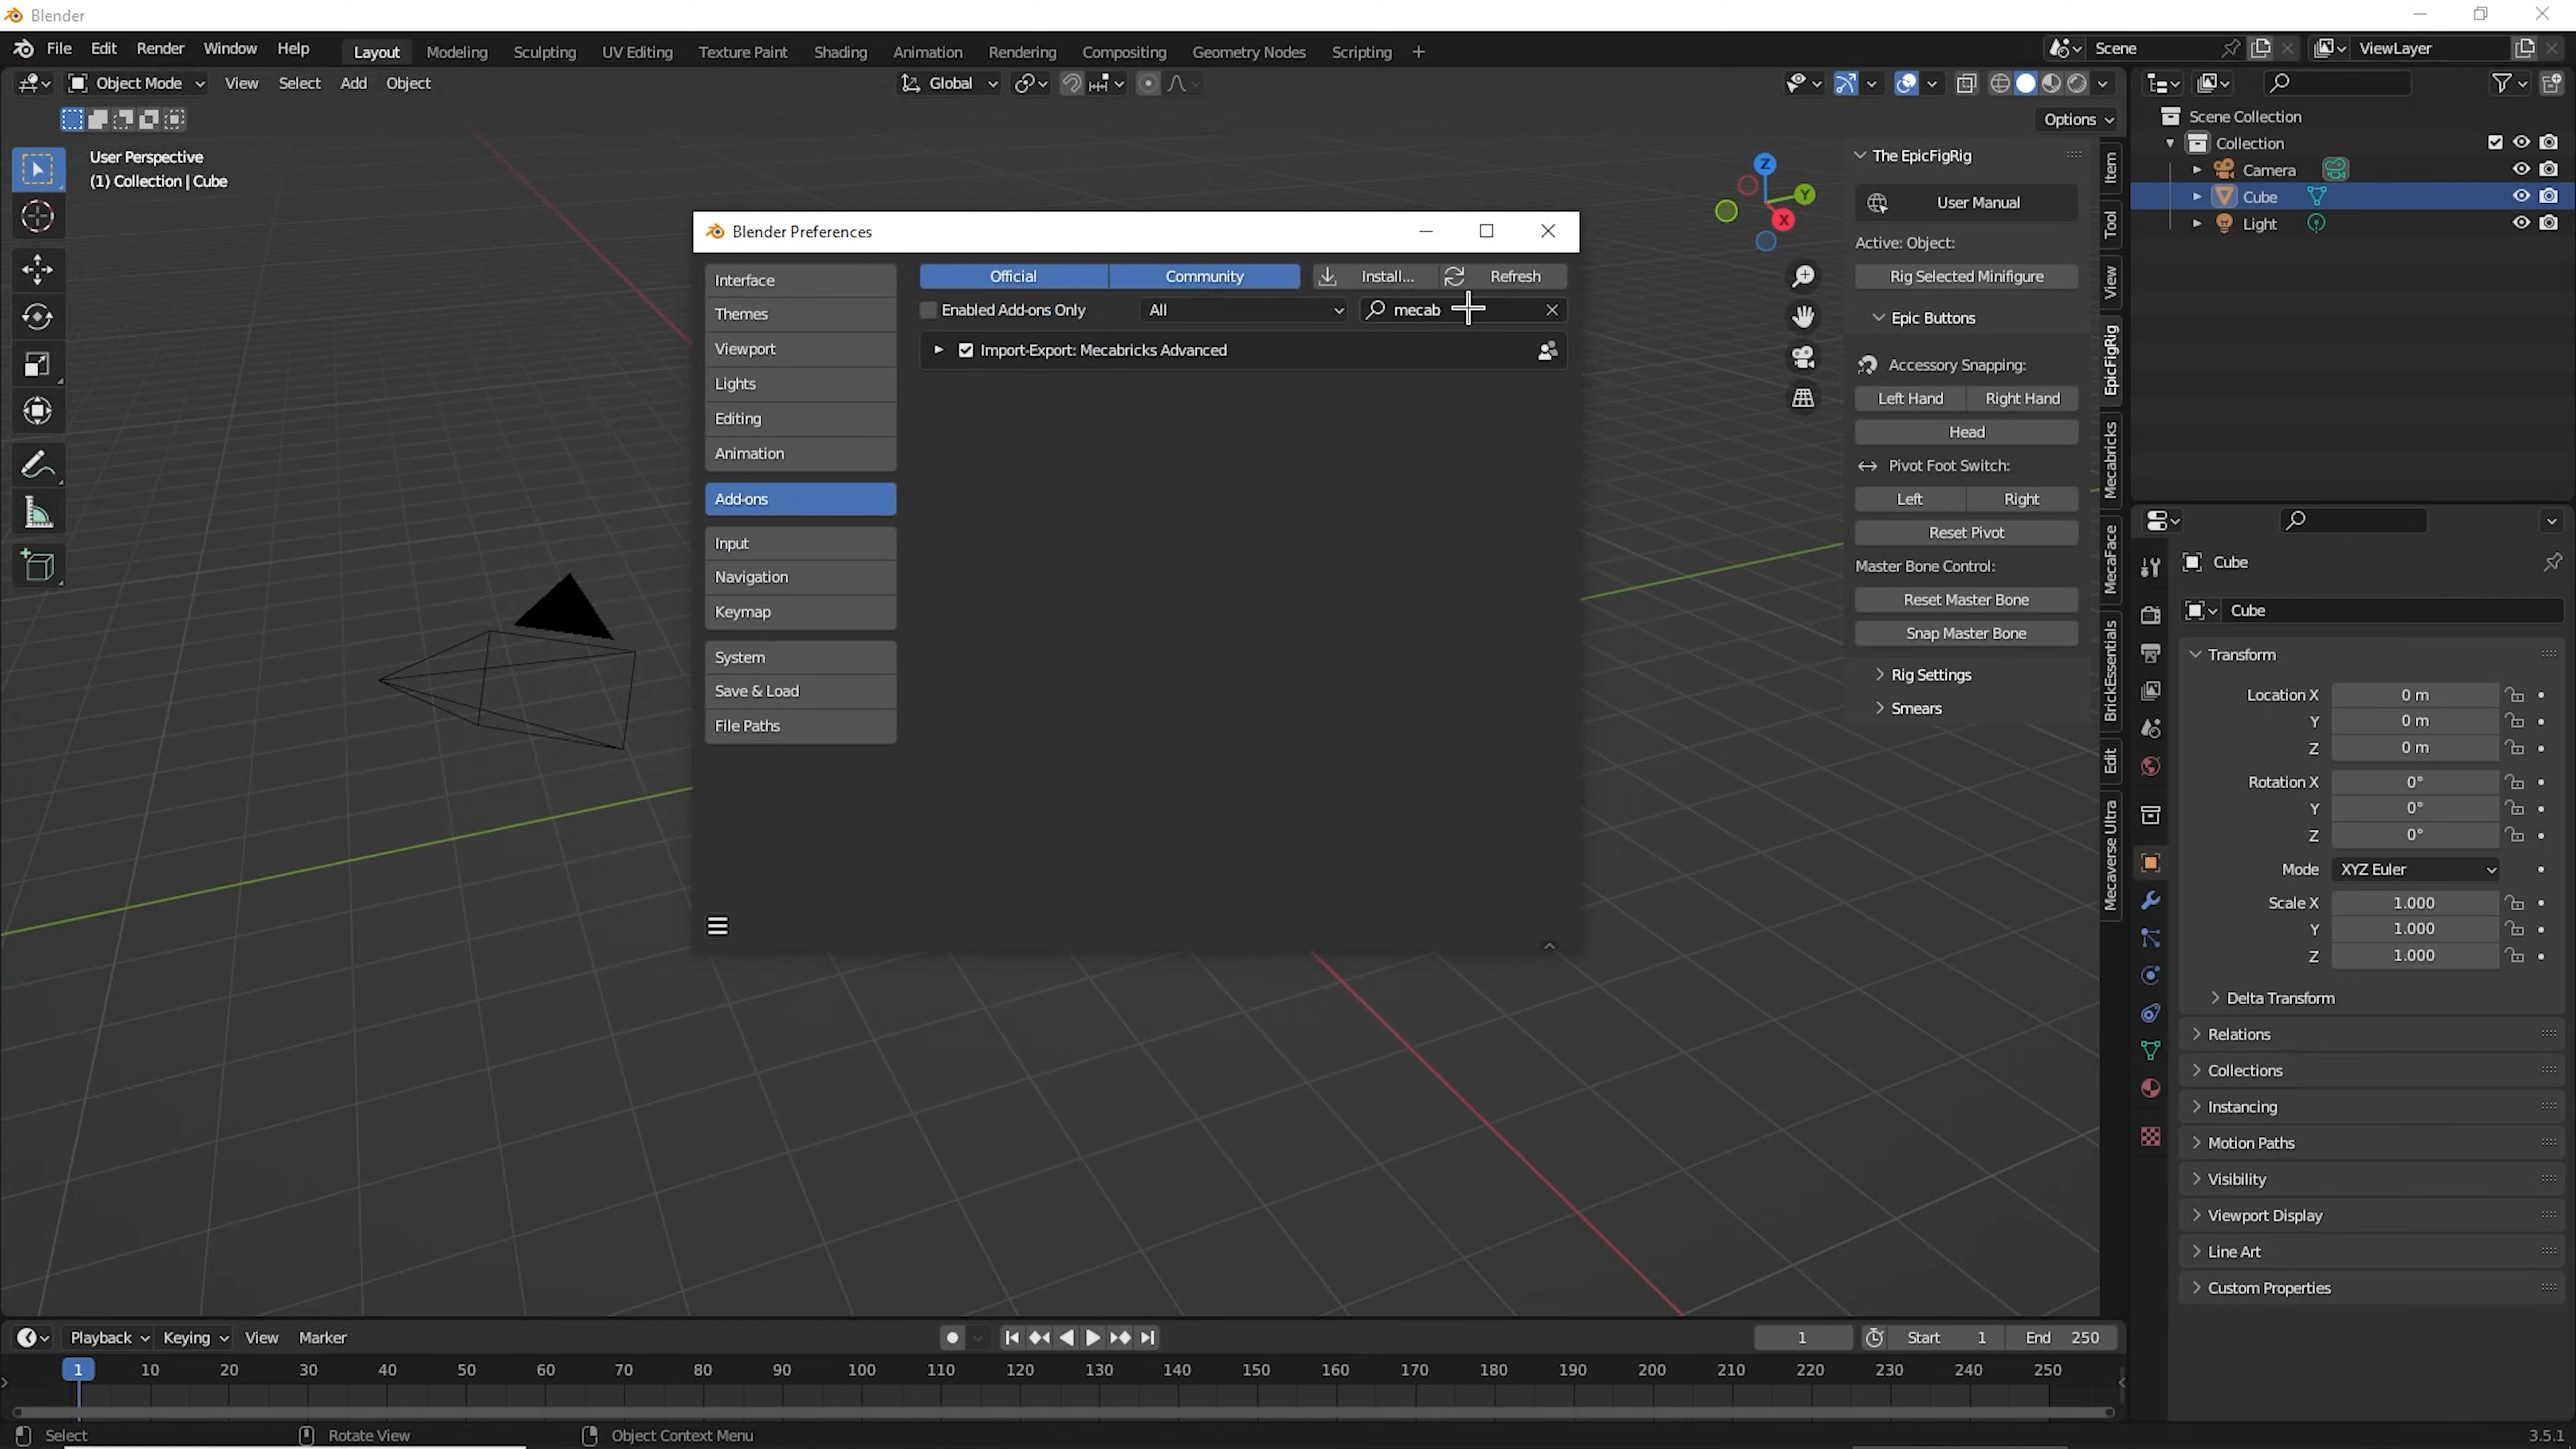 Blender
File Edit Render Window Help Layout Modeling Sculpting UV Editing Texture Paint Shading Animation Rendering Compositing Geometry Nodes Scripting + Scene ViewLayer
Object Mode View Select Add Object Global
Options
User Perspective
(1) Collection | Cube
Z
Y
X
Blender Preferences
Interface
Themes
Viewport
Lights
Editing
Animation
Add-ons
Input
Navigation
Keymap
System
Save & Load
File Paths
Official Community Install... Refresh
Enabled Add-ons Only All mecab
Import-Export: Mecabricks Advanced
The EpicFigRig
User Manual
Active: Object:
Rig Selected Minifigure
Epic Buttons
Accessory Snapping:
Left Hand Right Hand
Head
Pivot Foot Switch:
Left Right
Reset Pivot
Master Bone Control:
Reset Master Bone
Snap Master Bone
Rig Settings
Smears
Item
Tool
View
EpicFigRig
Mecabricks
MecaFace
BrickEssentials
Edit
Mecaverse Ultra
Scene Collection
Collection
Camera
Cube
Light
Cube
Cube
Transform
Location X 0 m
Y 0 m
Z 0 m
Rotation X 0°
Y 0°
Z 0°
Mode XYZ Euler
Scale X 1.000
Y 1.000
Z 1.000
Delta Transform
Relations
Collections
Instancing
Motion Paths
Visibility
Viewport Display
Line Art
Custom Properties
Playback Keying View Marker 1 Start 1 End 250
1 10 20 30 40 50 60 70 80 90 100 110 120 130 140 150 160 170 180 190 200 210 220 230 240 250
Select Rotate View Object Context Menu 3.5.1